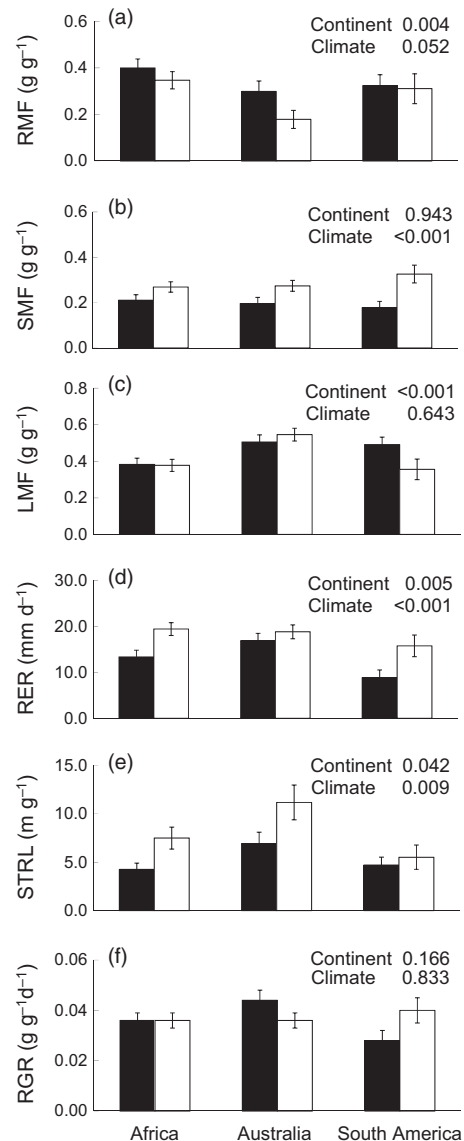 (a)
Continent 0.004
Climate 0.052
RMF (g g⁻¹)
0.6
0.4
0.2
0.0
(b)
Continent 0.943
Climate <0.001
SMF (g g⁻¹)
0.6
0.4
0.2
0.0
(c)
Continent <0.001
Climate 0.643
LMF (g g⁻¹)
0.8
0.6
0.4
0.2
0.0
(d)
Continent 0.005
Climate <0.001
RER (mm d⁻¹)
30.0
20.0
10.0
0.0
(e)
Continent 0.042
Climate 0.009
STRL (m g⁻¹)
15.0
10.0
5.0
0.0
(f)
Continent 0.166
Climate 0.833
RGR (g g⁻¹d⁻¹)
0.06
0.04
0.02
0.00
Africa Australia South America